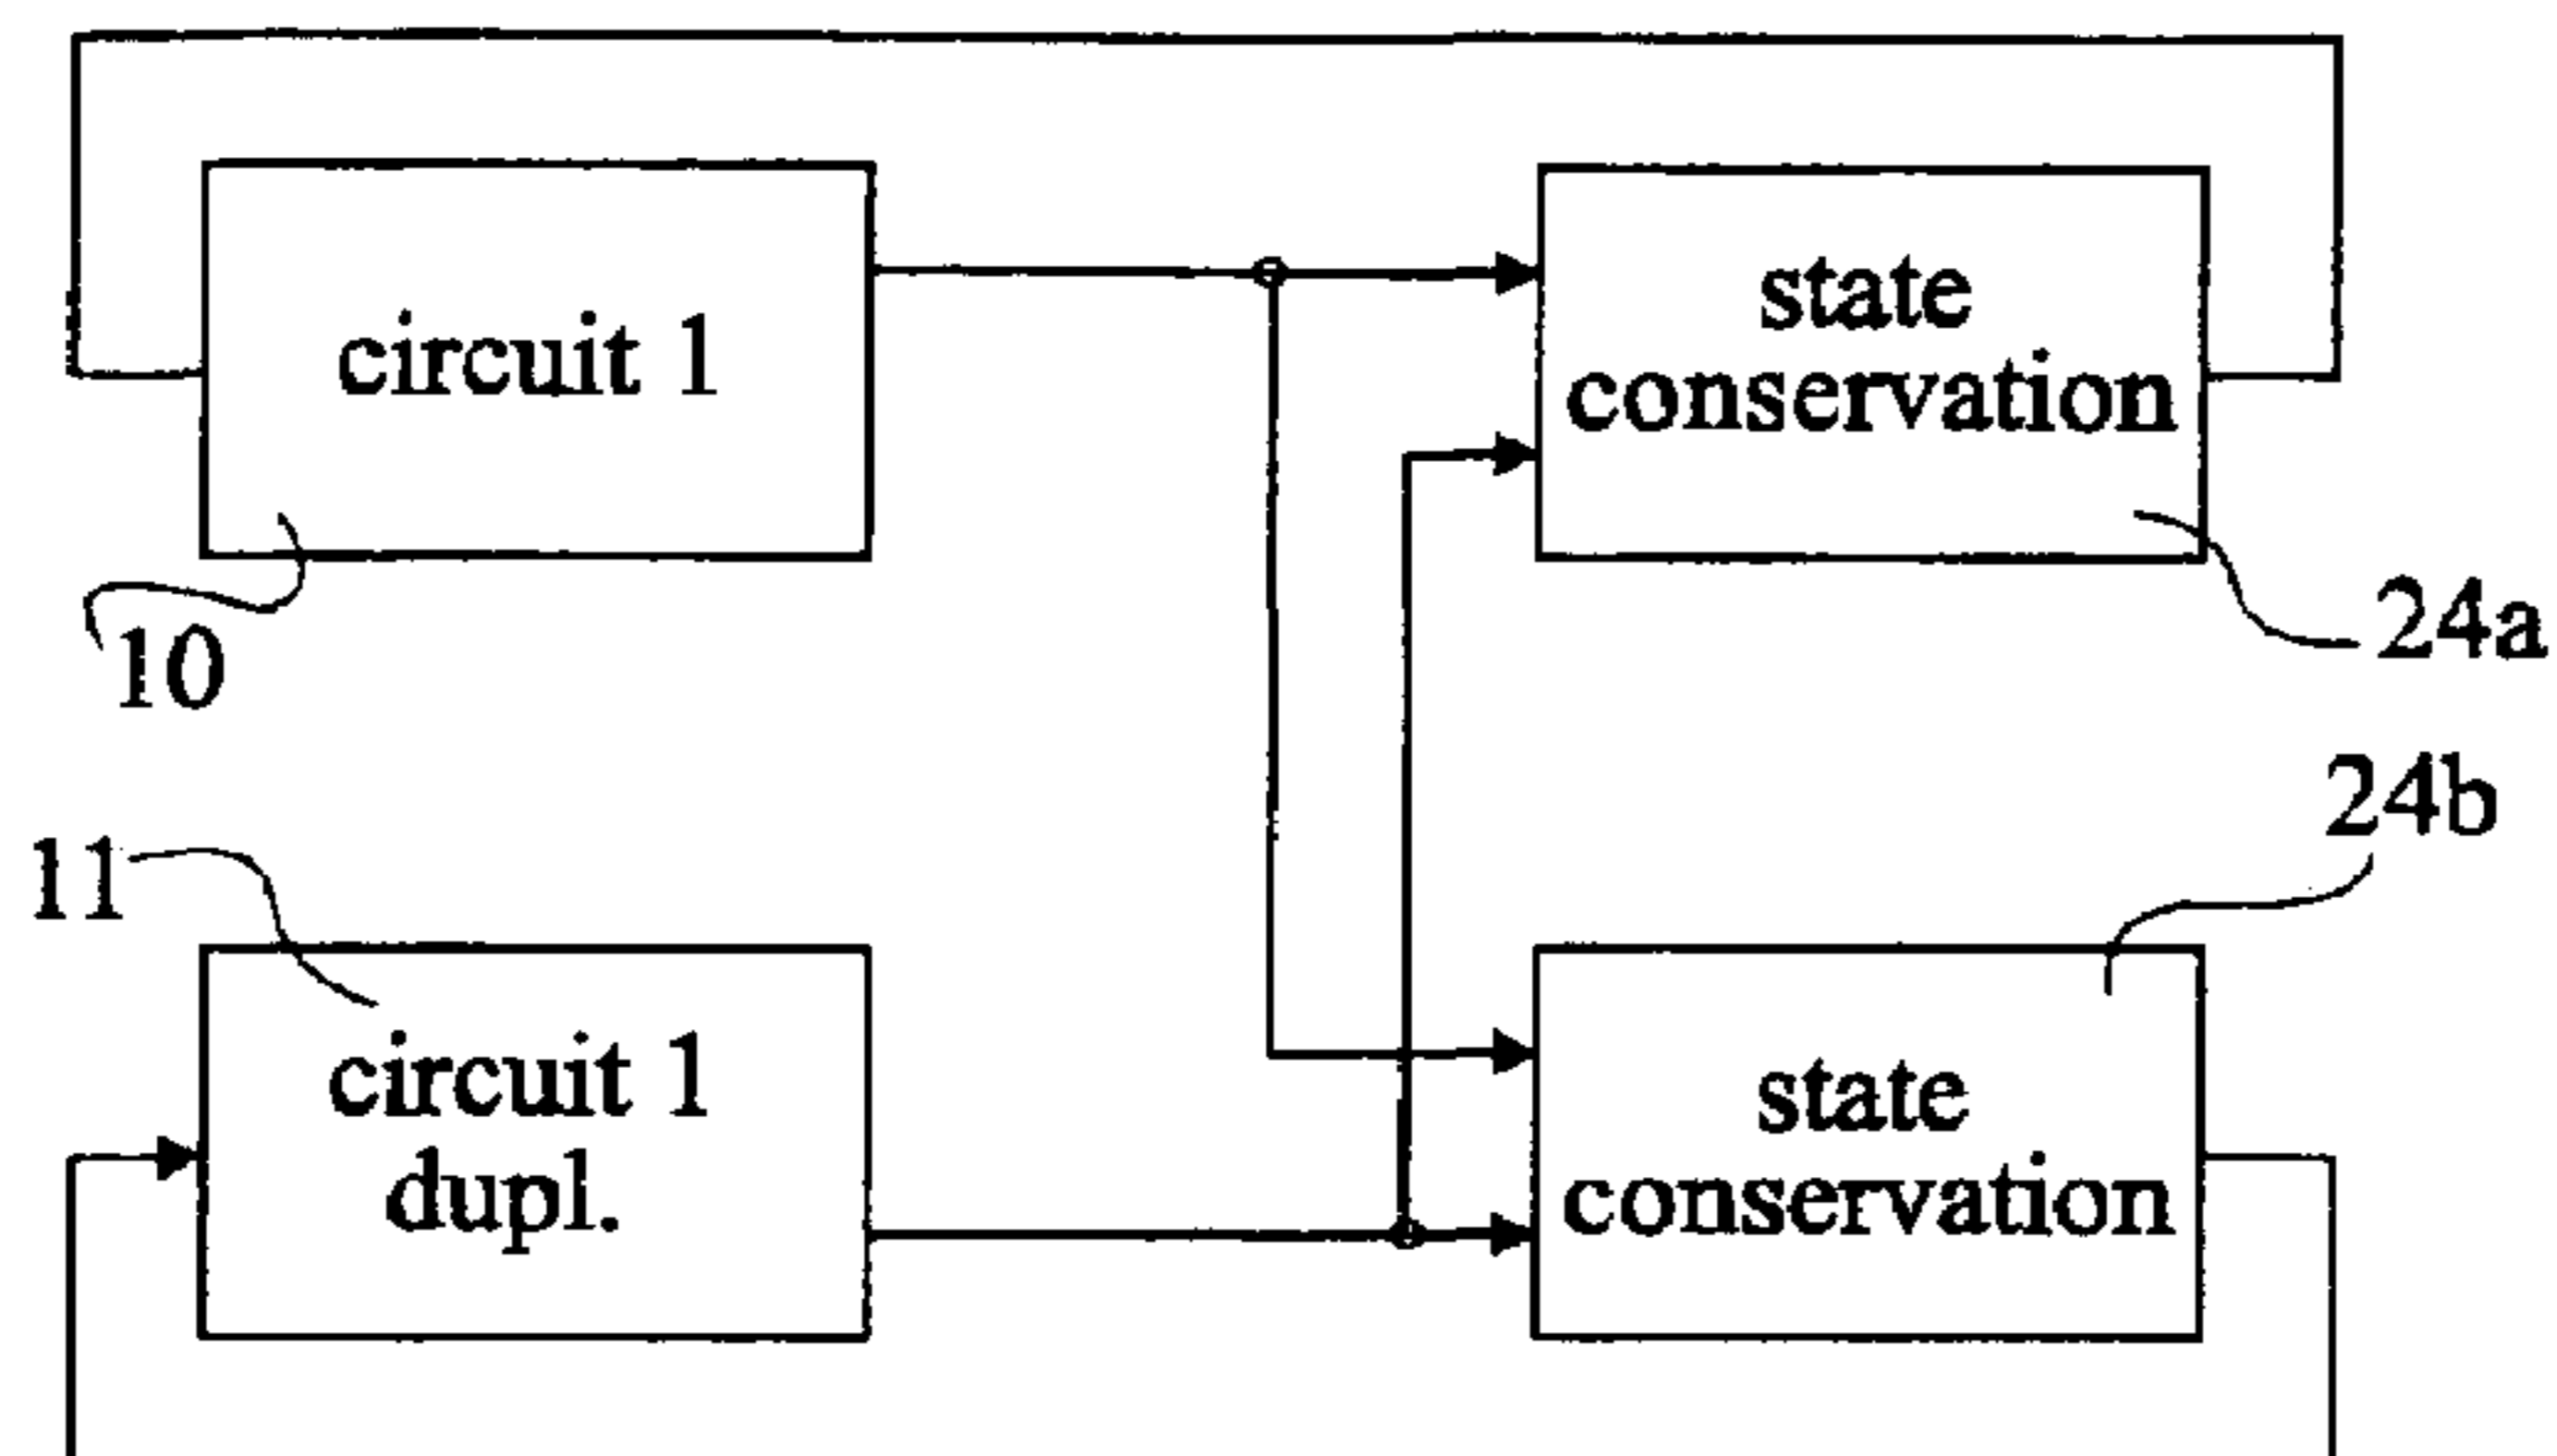 circuit 1
state
conservation
10
24a
11
24b
circuit 1
dupl.
state
conservation